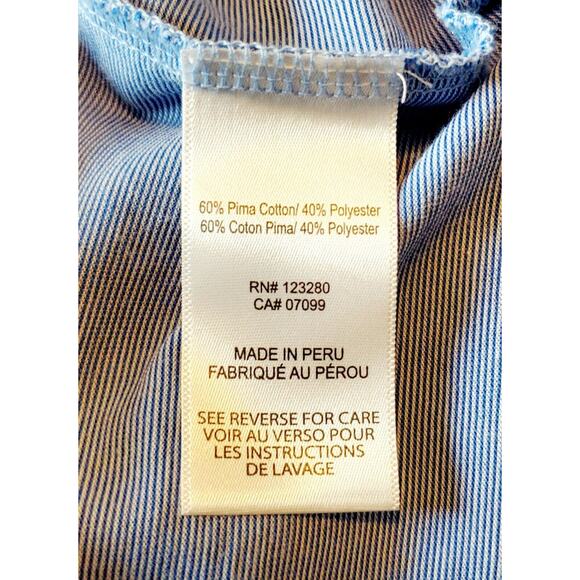 60% Pima Cotton/ 40% Polyester
60% Coton Pima/ 40% Polyester
RN# 123280
CA# 07099
MADE IN PERU
FABRIQUÉ AU PÉROU
SEE REVERSE FOR CARE
VOIR AU VERSO POUR
LES INSTRUCTIONS
DE LAVAGE